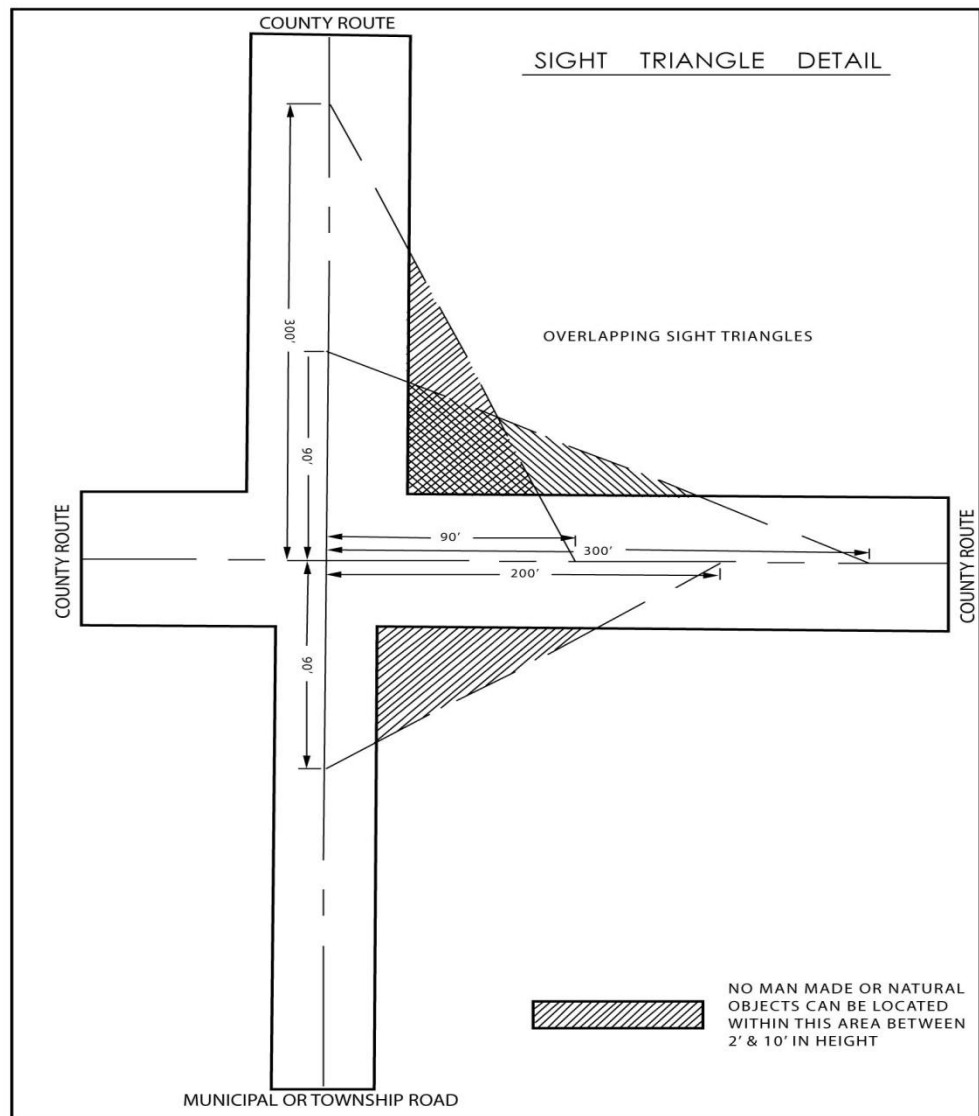 COUNTY ROUTE
SIGHT TRIANGLE DETAIL
300'
OVERLAPPING SIGHT TRIANGLES
90'
COUNTY ROUTE
90'
300'
200'
COUNTY ROUTE
90'
NO MAN MADE OR NATURAL
OBJECTS CAN BE LOCATED
WITHIN THIS AREA BETWEEN
2' & 10' IN HEIGHT
MUNICIPAL OR TOWNSHIP ROAD